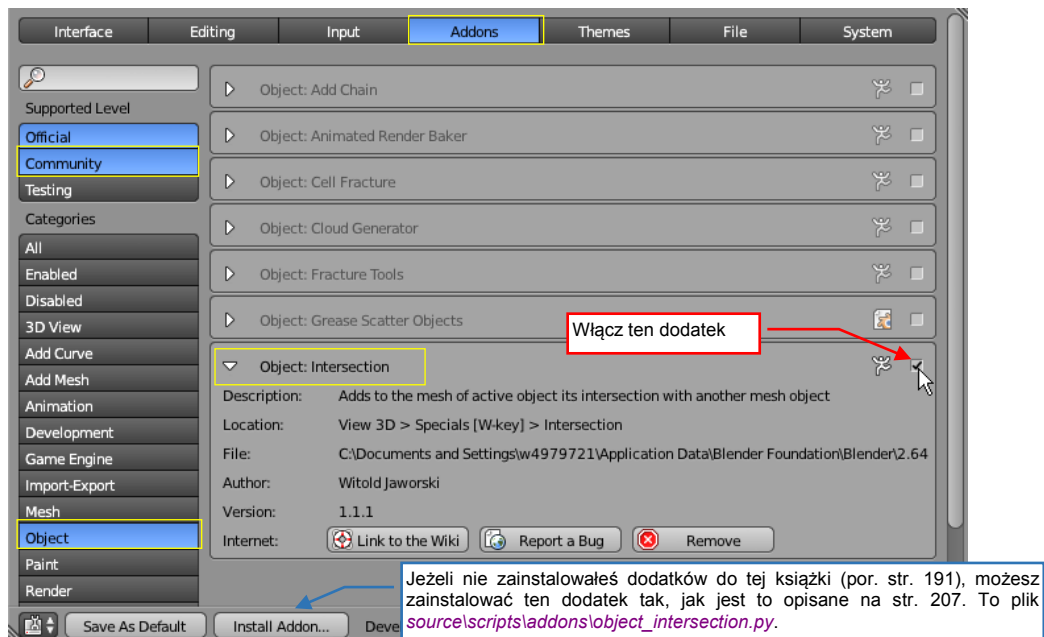 Interface Editing Input Addons Themes File System
Supported Level
Official
Community
Testing
Categories
All
Enabled
Disabled
3D View
Add Curve
Add Mesh
Animation
Development
Game Engine
Import-Export
Mesh
Object
Paint
Render
Object: Add Chain
Object: Animated Render Baker
Object: Cell Fracture
Object: Cloud Generator
Object: Fracture Tools
Object: Grease Scatter Objects
Włącz ten dodatek
Object: Intersection
Description: Adds to the mesh of active object its intersection with another mesh object
Location: View 3D > Specials [W-key] > Intersection
File: C:\Documents and Settings\w4979721\Application Data\Blender Foundation\Blender\2.64
Author: Witold Jaworski
Version: 1.1.1
Internet: Link to the Wiki Report a Bug Remove
Jeżeli nie zainstalowałeś dodatków do tej książki (por. str. 191), możesz
zainstalować ten dodatek tak, jak jest to opisane na str. 207. To plik
source\scripts\addons\object_intersection.py.
Save As Default Install Addon... Deve